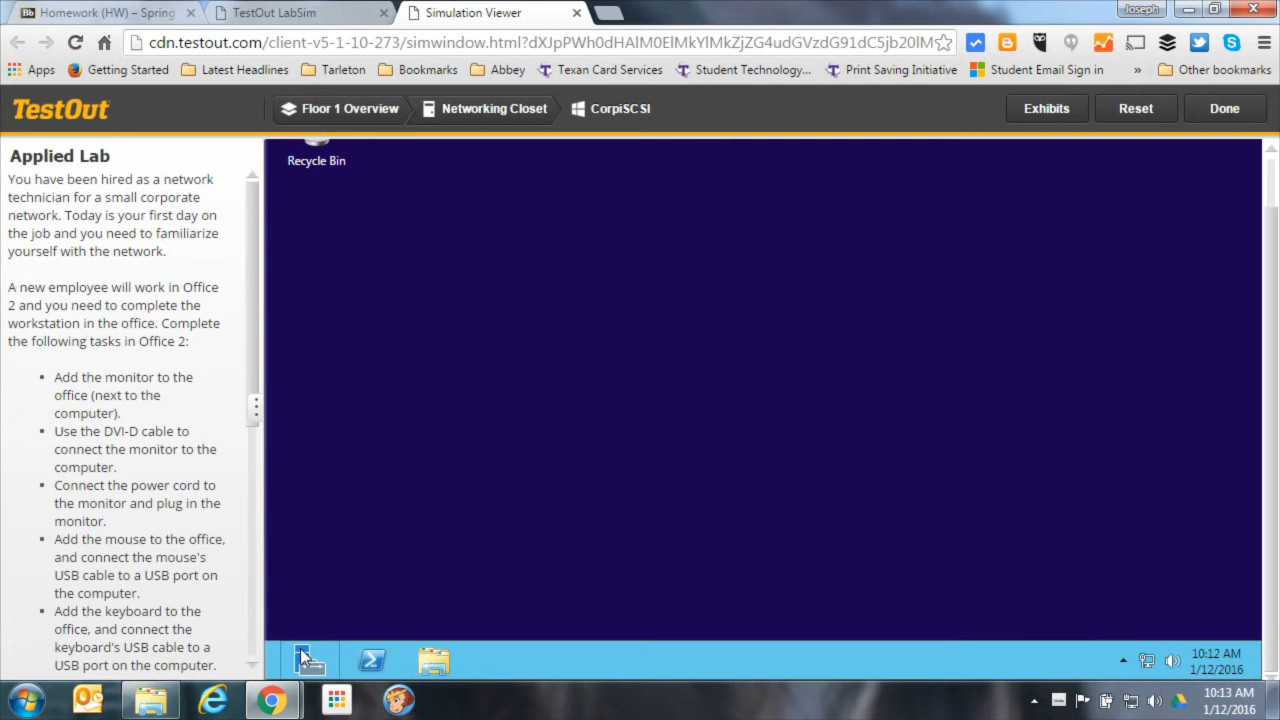 Bb Homework (HW) – Spring
TestOut LabSim
Simulation Viewer
Joseph
cdn.testout.com/client-v5-1-10-273/simwindow.html?dXJpPWh0dHAlM0ElMkYlMkZjZG4udGVzdG91dC5jb20lM
Apps
Getting Started
Latest Headlines
Tarleton
Bookmarks
Abbey
Texan Card Services
Student Technology...
Print Saving Initiative
Student Email Sign in
»
Other bookmarks
TestOut
Floor 1 Overview
Networking Closet
CorpiSCSI
Exhibits
Reset
Done
Applied Lab
You have been hired as a network
technician for a small corporate
network. Today is your first day on
the job and you need to familiarize
yourself with the network.
A new employee will work in Office
2 and you need to complete the
workstation in the office. Complete
the following tasks in Office 2:
• Add the monitor to the
office (next to the
computer).
• Use the DVI-D cable to
connect the monitor to the
computer.
• Connect the power cord to
the monitor and plug in the
monitor.
• Add the mouse to the office,
and connect the mouse's
USB cable to a USB port on
the computer.
• Add the keyboard to the
office, and connect the
keyboard's USB cable to a
USB port on the computer.
Recycle Bin
10:12 AM
1/12/2016
10:13 AM
1/12/2016